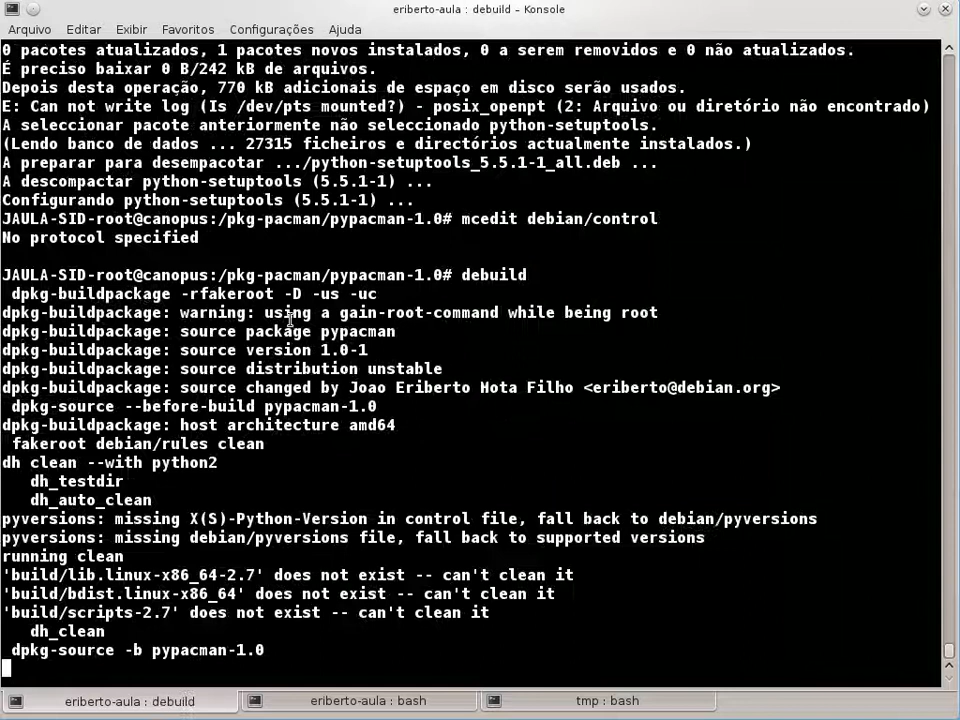 eriberto-aula : debuild – Konsole
Arquivo Editar Exibir Favoritos Configurações Ajuda
0 pacotes atualizados, 1 pacotes novos instalados, 0 a serem removidos e 0 não atualizados.
É preciso baixar 0 B/242 kB de arquivos.
Depois desta operação, 770 kB adicionais de espaço em disco serão usados.
E: Can not write log (Is /dev/pts mounted?) - posix_openpt (2: Arquivo ou diretório não encontrado)
A seleccionar pacote anteriormente não seleccionado python-setuptools.
(Lendo banco de dados ... 27315 ficheiros e directórios actualmente instalados.)
A preparar para desempacotar .../python-setuptools_5.5.1-1_all.deb ...
A descompactar python-setuptools (5.5.1-1) ...
Configurando python-setuptools (5.5.1-1) ...
JAULA-SID-root@canopus:/pkg-pacman/pypacman-1.0# mcedit debian/control
No protocol specified
JAULA-SID-root@canopus:/pkg-pacman/pypacman-1.0# debuild
 dpkg-buildpackage -rfakeroot -D -us -uc
dpkg-buildpackage: warning: using a gain-root-command while being root
dpkg-buildpackage: source package pypacman
dpkg-buildpackage: source version 1.0-1
dpkg-buildpackage: source distribution unstable
dpkg-buildpackage: source changed by Joao Eriberto Mota Filho <eriberto@debian.org>
 dpkg-source --before-build pypacman-1.0
dpkg-buildpackage: host architecture amd64
 fakeroot debian/rules clean
dh clean --with python2
   dh_testdir
   dh_auto_clean
pyversions: missing X(S)-Python-Version in control file, fall back to debian/pyversions
pyversions: missing debian/pyversions file, fall back to supported versions
running clean
'build/lib.linux-x86_64-2.7' does not exist -- can't clean it
'build/bdist.linux-x86_64' does not exist -- can't clean it
'build/scripts-2.7' does not exist -- can't clean it
   dh_clean
 dpkg-source -b pypacman-1.0
eriberto-aula : debuild eriberto-aula : bash tmp : bash